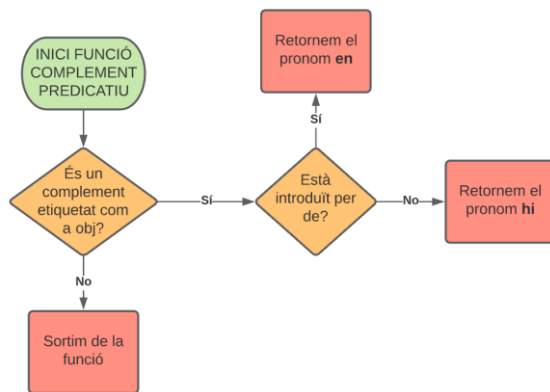 INICI FUNCIÓ
COMPLEMENT
PREDICATIU
És un
complement
etiquetat com
a obj?
Sí
No
Sortim de la
funció
Està
introduït per
de?
Sí
Retornem el
pronom en
No
Retornem el
pronom hi